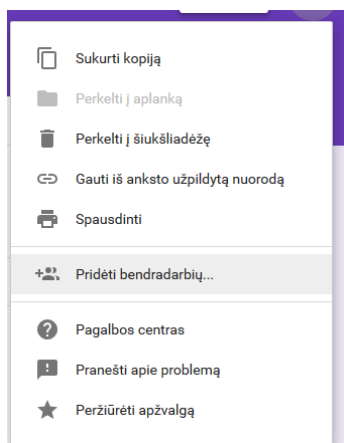 Sukurti kopiją
Perkelti į aplanką
Perkelti į šiukšliadėžę
Gauti iš anksto užpildytą nuorodą
Spausdinti
Pridėti bendradarbių...
Pagalbos centras
Pranešti apie problemą
Peržiūrėti apžvalgą